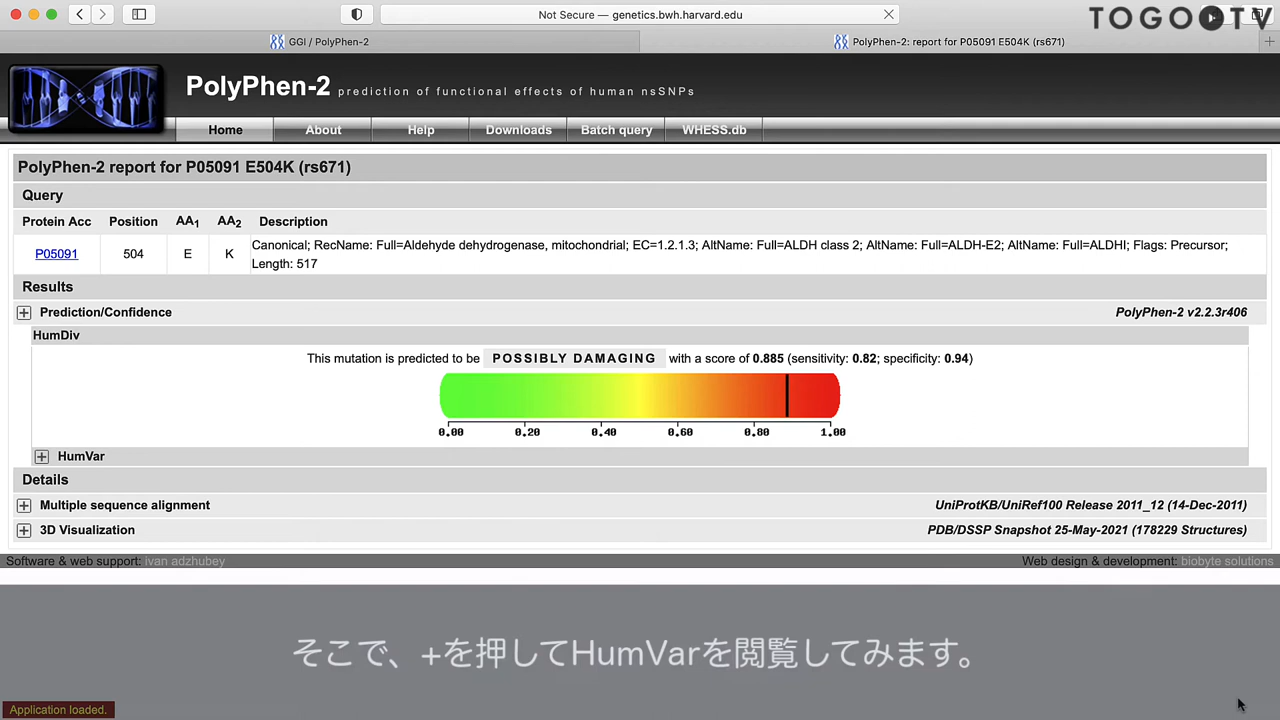 Not Secure — genetics.bwh.harvard.edu
TOGOTV
GGI / PolyPhen-2
PolyPhen-2: report for P05091 E504K (rs671)
PolyPhen-2 prediction of functional effects of human nsSNPs
Home About Help Downloads Batch query WHESS.db
PolyPhen-2 report for P05091 E504K (rs671)
Query
Protein Acc Position AA1 AA2 Description
P05091 504 E K Canonical; RecName: Full=Aldehyde dehydrogenase, mitochondrial; EC=1.2.1.3; AltName: Full=ALDH class 2; AltName: Full=ALDH-E2; AltName: Full=ALDHI; Flags: Precursor;
Length: 517
Results
Prediction/Confidence PolyPhen-2 v2.2.3r406
HumDiv
This mutation is predicted to be POSSIBLY DAMAGING with a score of 0.885 (sensitivity: 0.82; specificity: 0.94)
0.00 0.20 0.40 0.60 0.80 1.00
HumVar
Details
Multiple sequence alignment UniProtKB/UniRef100 Release 2011_12 (14-Dec-2011)
3D Visualization PDB/DSSP Snapshot 25-May-2021 (178229 Structures)
Software & web support: ivan adzhubey Web design & development: biobyte solutions
そこで、+を押してHumVarを閲覧してみます。
Application loaded.